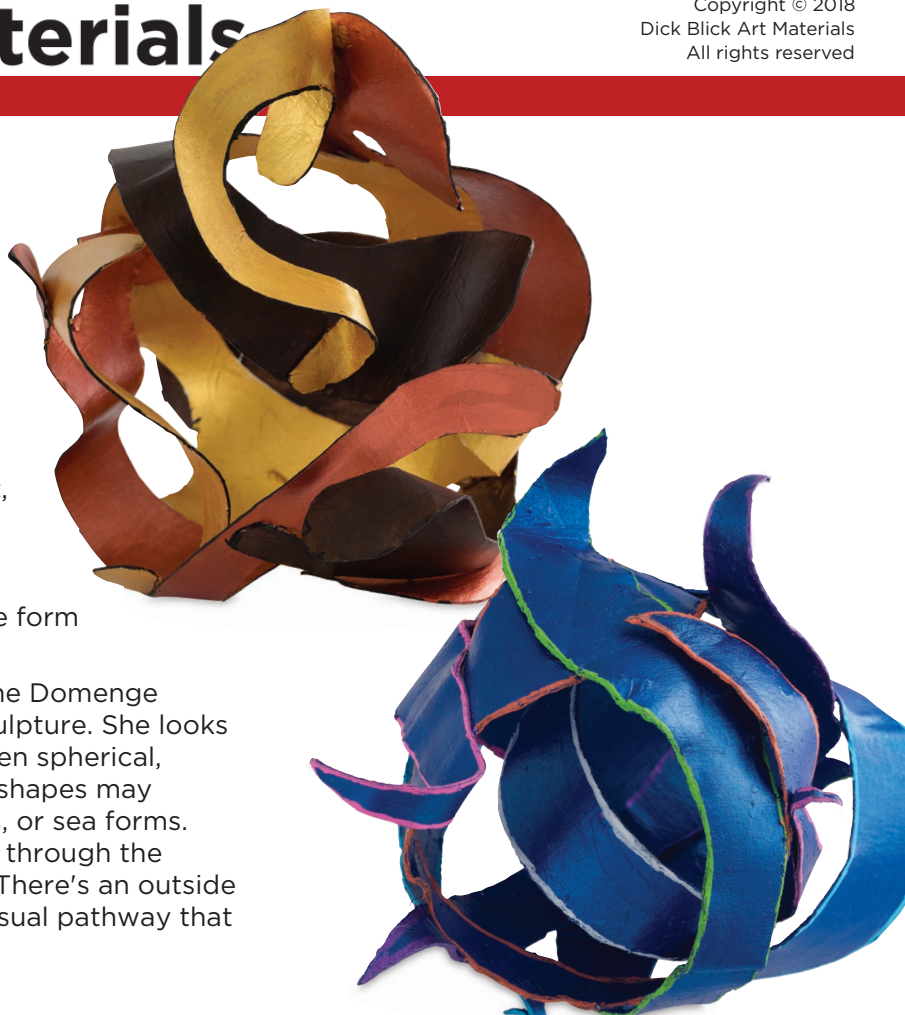 terials
Copyright © 2018
Dick Blick Art Materials
All rights reserved
,
e form
ne Domenge
ulpture. She looks
en spherical,
shapes may
, or sea forms.
through the
There's an outside
sual pathway that